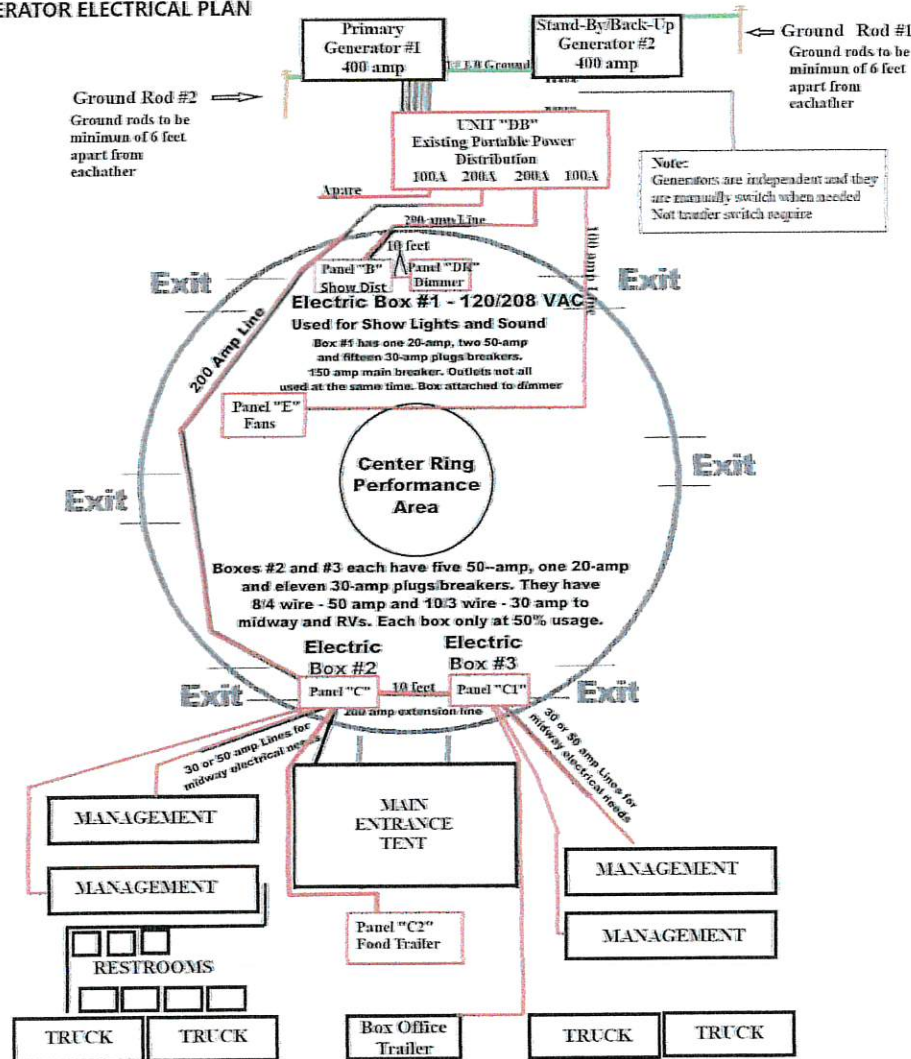 ERATOR ELECTRICAL PLAN
Primary
Generator #1
400 amp
Stand-By/Back-Up
Generator #2
400 amp
Ground Rod #1
Ground rods to be
minimun of 6 feet
apart from
eachather
Ground
Ground Rod #2
Ground rods to be
minimun of 6 feet
apart from
eachather
UNIT "DB"
Existing Portable Power
Distribution
100A 200A 200A 100A
Note:
Generators are independent and they
are manually switch when needed
Not tranfer switch require
Apare
200 amp Line
10 feet
100 amp Line
Panel "B"
Show Dist
Panel "DR"
Dimmer
Exit
Exit
Electric Box #1 - 120/208 VAC
Used for Show Lights and Sound
Box #1 has one 20-amp, two 50-amp
and fifteen 30-amp plugs breakers.
150 amp main breaker. Outlets not all
used at the same time. Box attached to dimmer
200 Amp Line
Panel "E"
Fans
Center Ring
Performance
Area
Exit
Exit
Boxes #2 and #3 each have five 50--amp, one 20-amp
and eleven 30-amp plugs breakers. They have
8/4 wire - 50 amp and 10/3 wire - 30 amp to
midway and RVs. Each box only at 50% usage.
Electric
Box #2
Electric
Box #3
Exit
Panel "C"
10 feet
Panel "C1"
Exit
200 amp extension line
30 or 50 amp Lines for
midway electrical needs
30 or 50 amp Lines for
midway electrical needs
MANAGEMENT
MAIN
ENTRANCE
TENT
MANAGEMENT
MANAGEMENT
MANAGEMENT
Panel "C2"
Food Trailer
RESTROOMS
TRUCK
TRUCK
Box Office
Trailer
TRUCK
TRUCK